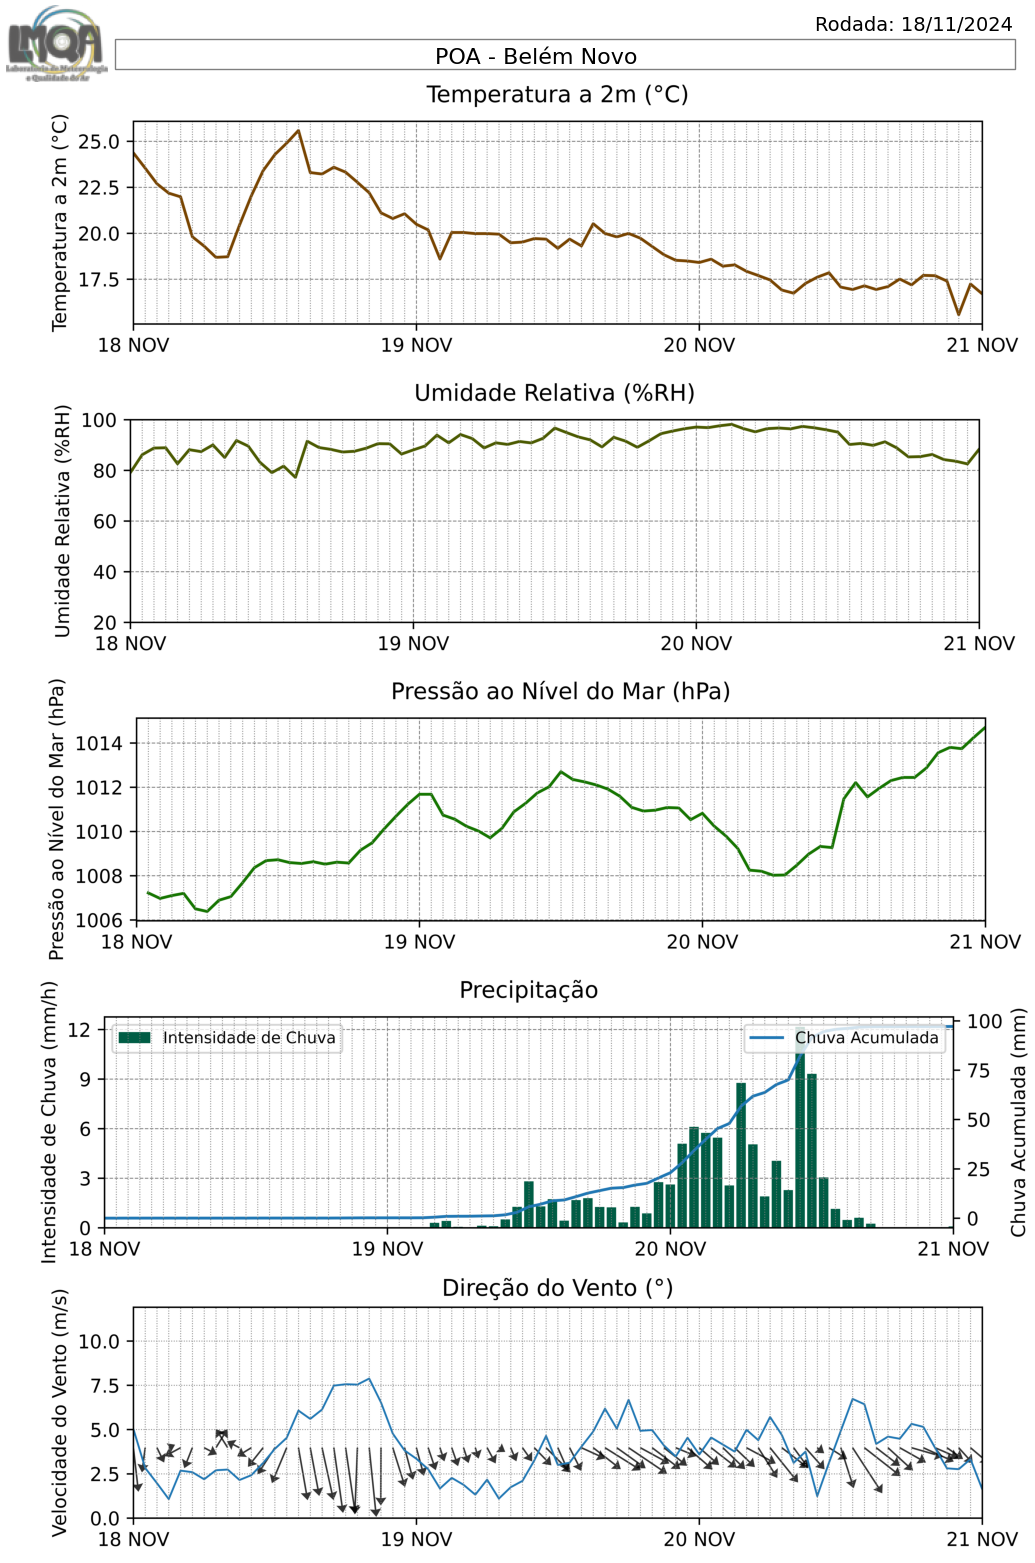 Rodada: 18/11/2024
LMQA
Laboratório de Meteorologia
e Qualidade do Ar
POA - Belém Novo
Temperatura a 2m (°C)
Temperatura a 2m (°C)
25.0
22.5
20.0
17.5
18 NOV 19 NOV 20 NOV 21 NOV
Umidade Relativa (%RH)
Umidade Relativa (%RH)
100
80
60
40
20
18 NOV 19 NOV 20 NOV 21 NOV
Pressão ao Nível do Mar (hPa)
Pressão ao Nível do Mar (hPa)
1014
1012
1010
1008
1006
18 NOV 19 NOV 20 NOV 21 NOV
Precipitação
Intensidade de Chuva (mm/h)
12
9
6
3
0
Intensidade de Chuva
Chuva Acumulada
100
75
50
25
0
Chuva Acumulada (mm)
18 NOV 19 NOV 20 NOV 21 NOV
Direção do Vento (°)
Velocidade do Vento (m/s)
10.0
7.5
5.0
2.5
0.0
18 NOV 19 NOV 20 NOV 21 NOV